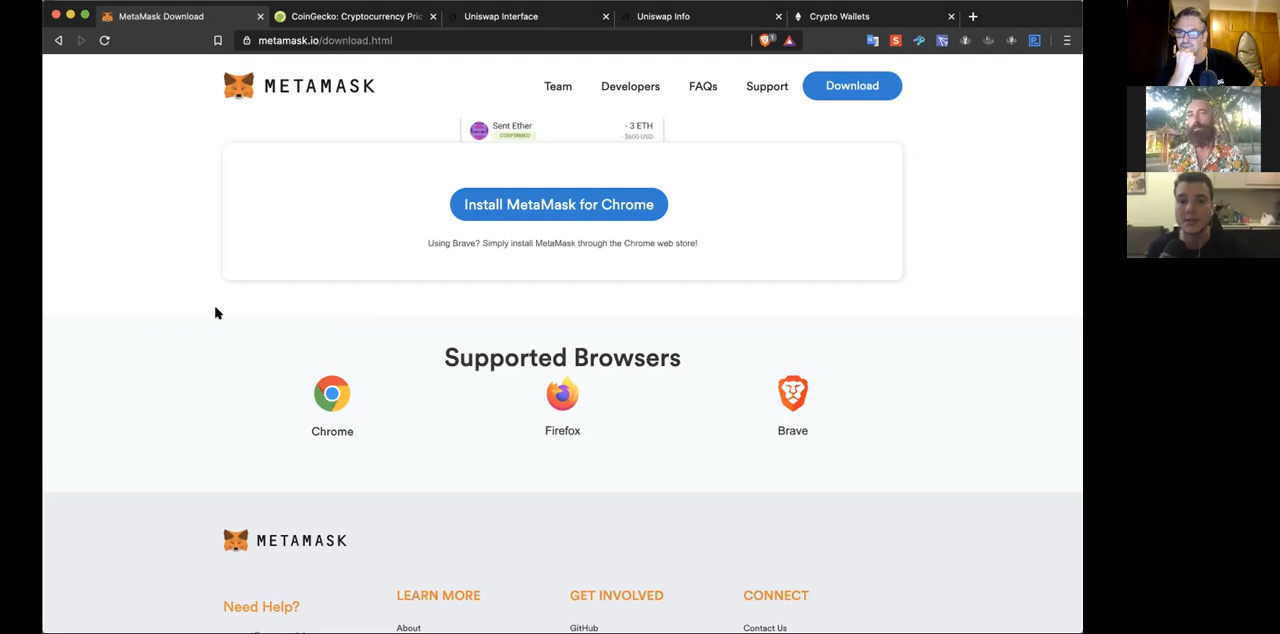 MetaMask Download
CoinGecko: Cryptocurrency Pric
Uniswap Interface
Uniswap Info
Crypto Wallets
metamask.io/download.html
METAMASK
Team
Developers
FAQs
Support
Download
Sent Ether
CONFIRMED
- 3 ETH
- $600 USD
Install MetaMask for Chrome
Using Brave? Simply install MetaMask through the Chrome web store!
Supported Browsers
Chrome
Firefox
Brave
METAMASK
Need Help?
LEARN MORE
GET INVOLVED
CONNECT
About
GitHub
Contact Us